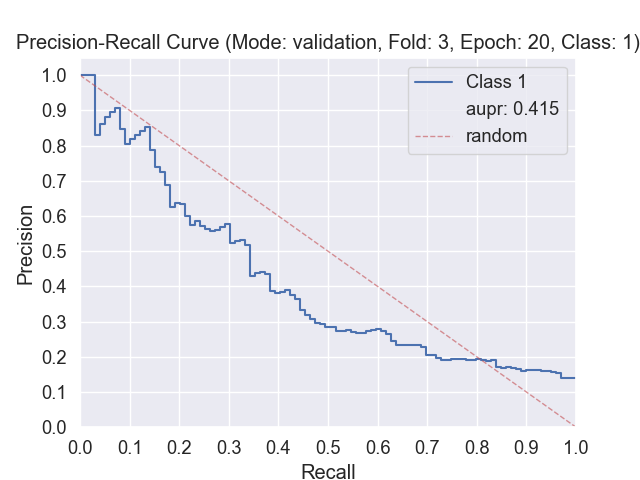 Precision-Recall Curve (Mode: validation, Fold: 3, Epoch: 20, Class: 1)
Class 1
aupr: 0.415
random
1.0
0.9
0.8
0.7
0.6
0.5
0.4
0.3
0.2
0.1
0.0
Precision
0.0 0.1 0.2 0.3 0.4 0.5 0.6 0.7 0.8 0.9 1.0
Recall